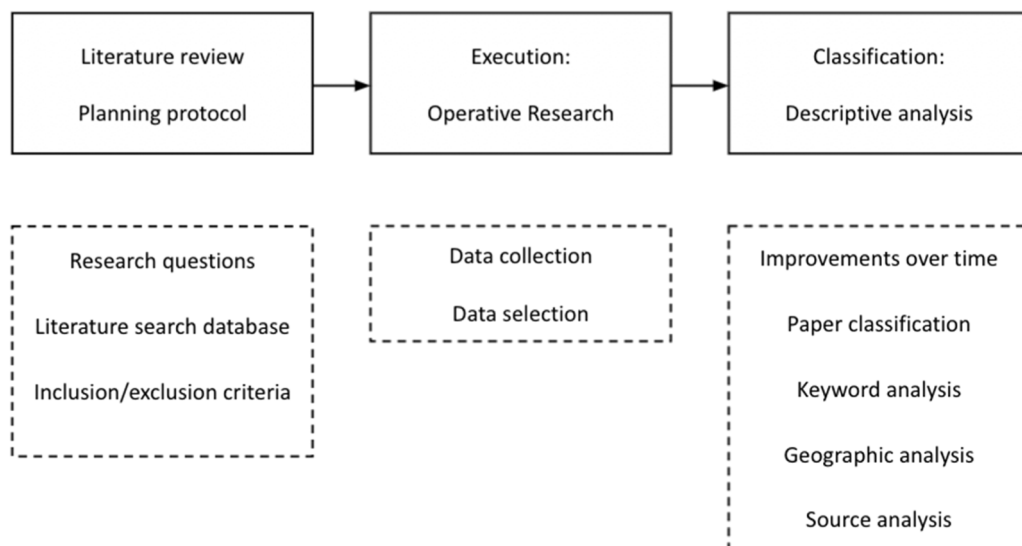 Literature review
Planning protocol
Execution:
Operative Research
Classification:
Descriptive analysis
Research questions
Literature search database
Inclusion/exclusion criteria
Data collection
Data selection
Improvements over time
Paper classification
Keyword analysis
Geographic analysis
Source analysis